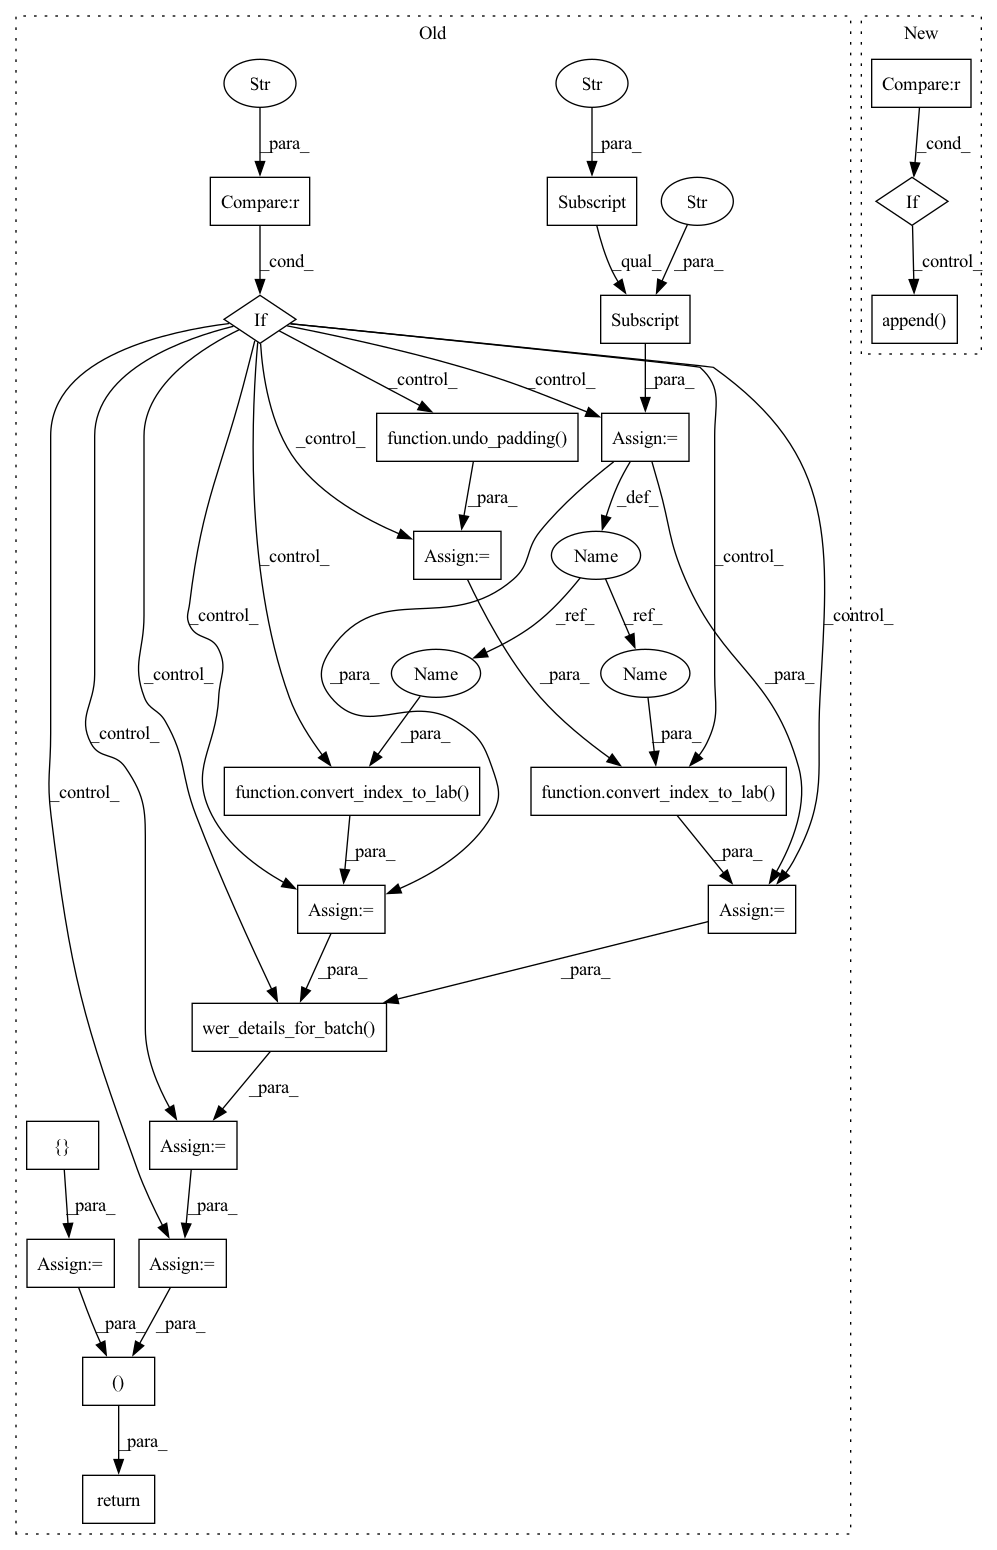 Old
New
Str
Str
Compare:r
_para_
_para_
_cond_
Compare:r
Subscript
Str
If
_cond_
_qual_
_para_
_control_
If
Subscript
append()
_control_
_control_
_para_
_control_
function.undo_padding()
Assign:=
_para_
_def_
_control_
Assign:=
Name
_control_
_control_
_control_
_ref_
_ref_
_control_
_para_
Name
_para_
Name
_para_
_control_
_para_
_para_
_control_
function.convert_index_to_lab()
function.convert_index_to_lab()
_para_
_para_
Assign:=
Assign:=
_para_
_para_
wer_details_for_batch()
_para_
{}
Assign:=
_para_
_para_
Assign:=
Assign:=
_para_
_para_
()
_para_
return